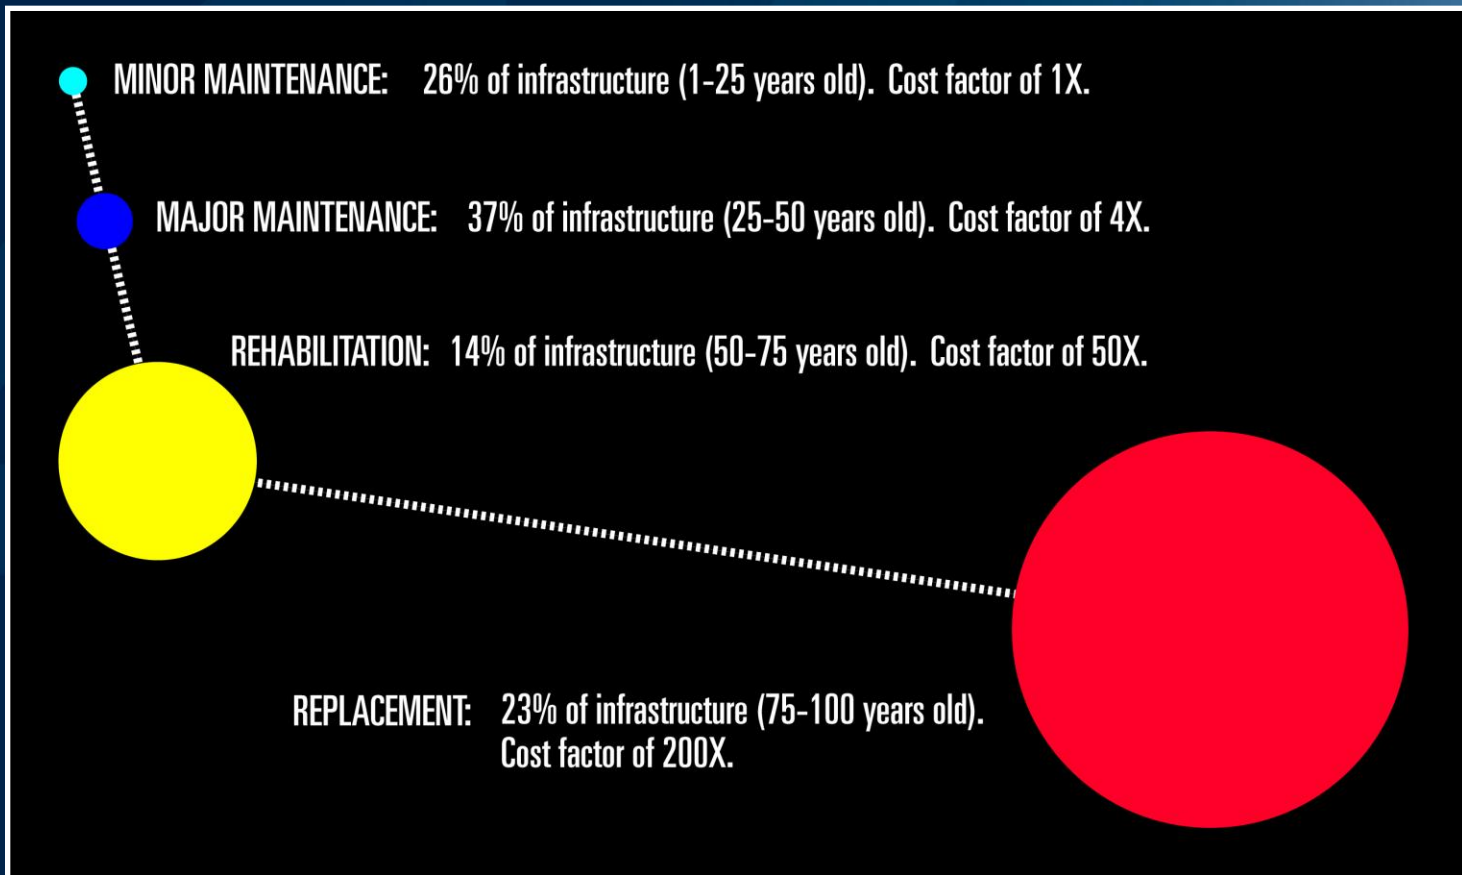 MINOR MAINTENANCE: 26% of infrastructure (1-25 years old). Cost factor of 1X.
MAJOR MAINTENANCE: 37% of infrastructure (25-50 years old). Cost factor of 4X.
REHABILITATION: 14% of infrastructure (50-75 years old). Cost factor of 50X.
REPLACEMENT: 23% of infrastructure (75-100 years old).
Cost factor of 200X.